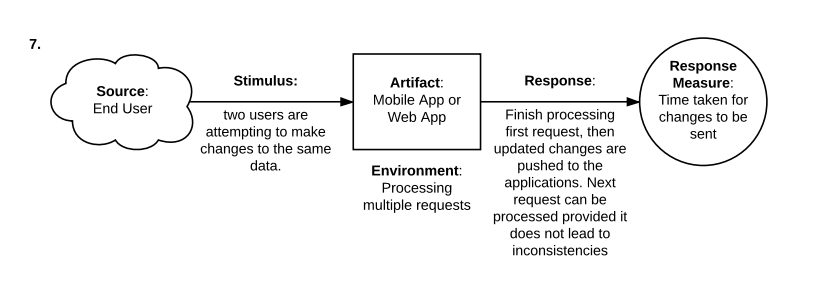 7.
Source:
End User
Stimulus:
two users are
attempting to make
changes to the same
data.
Artifact:
Mobile App or
Web App
Environment:
Processing
multiple requests
Response:
Finish processing
first request, then
updated changes are
pushed to the
applications. Next
request can be
processed provided it
does not lead to
inconsistencies
Response
Measure:
Time taken for
changes to be
sent